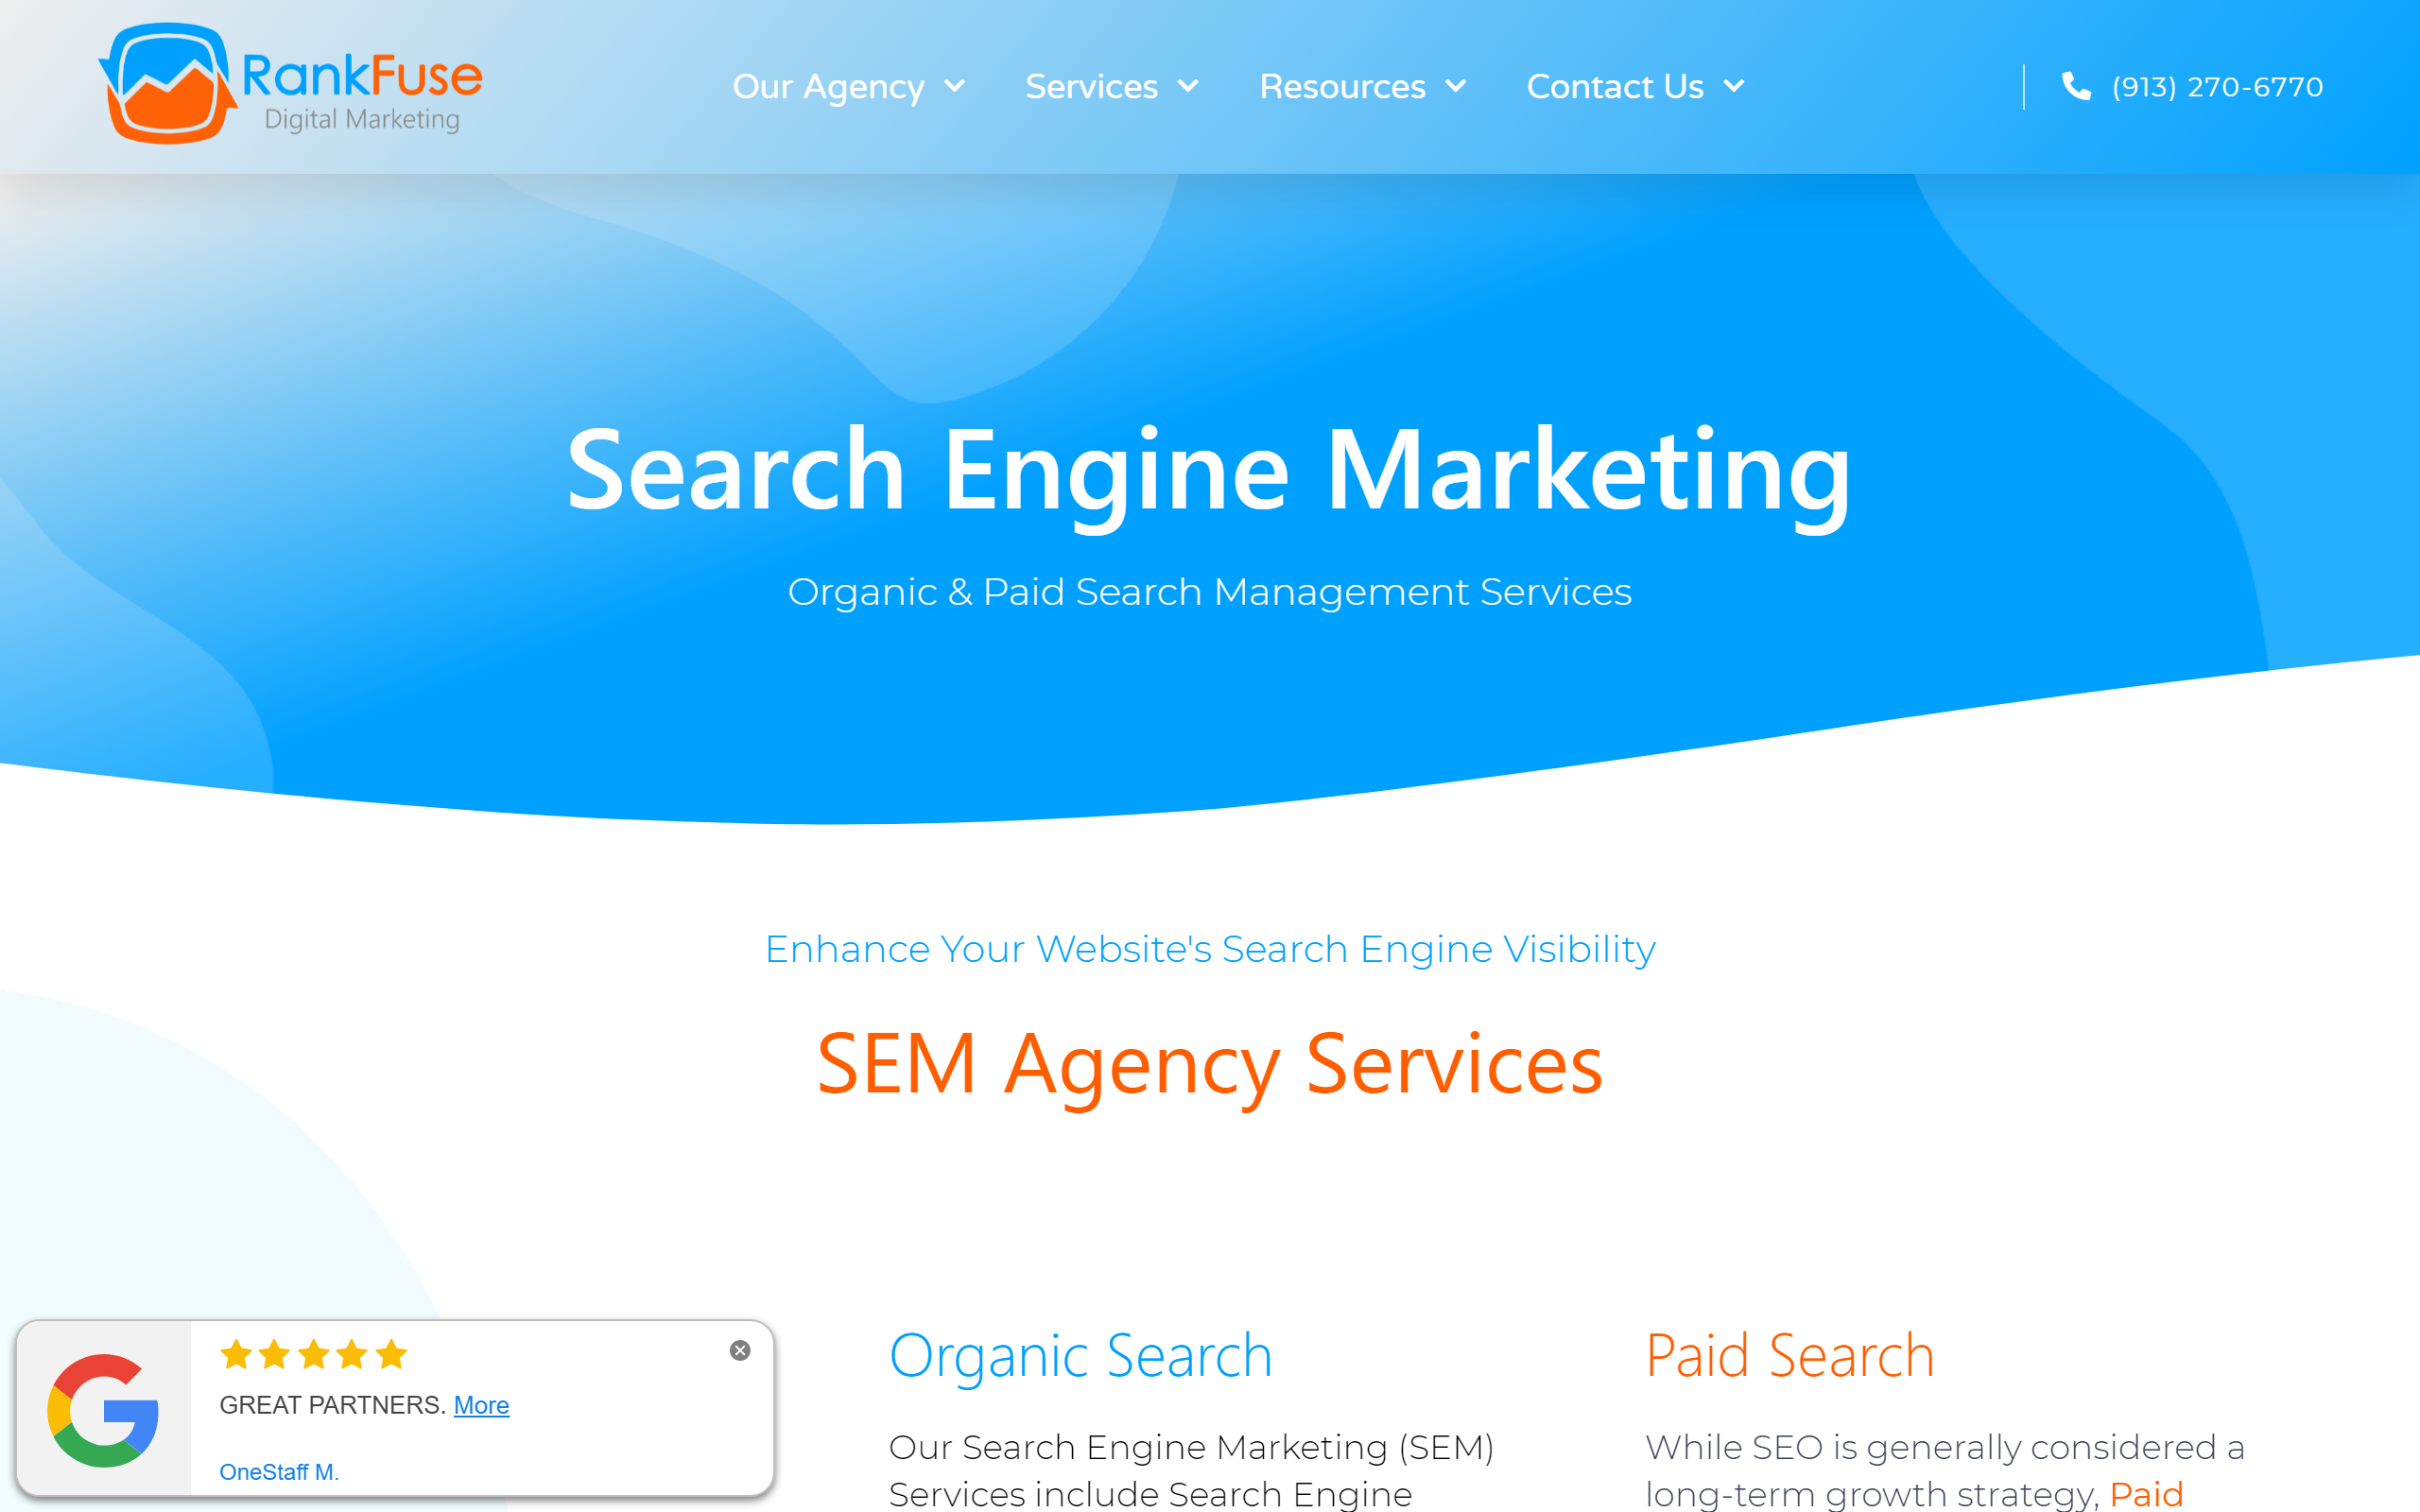 RankFuse
Digital Marketing
Our Agency
Services
Resources
Contact Us
(913) 270-6770
Search Engine Marketing
Organic & Paid Search Management Services
Enhance Your Website's Search Engine Visibility
SEM Agency Services
Organic Search
Our Search Engine Marketing (SEM)
Services include Search Engine
Paid Search
While SEO is generally considered a
long-term growth strategy, Paid
GREAT PARTNERS. More
OneStaff M.